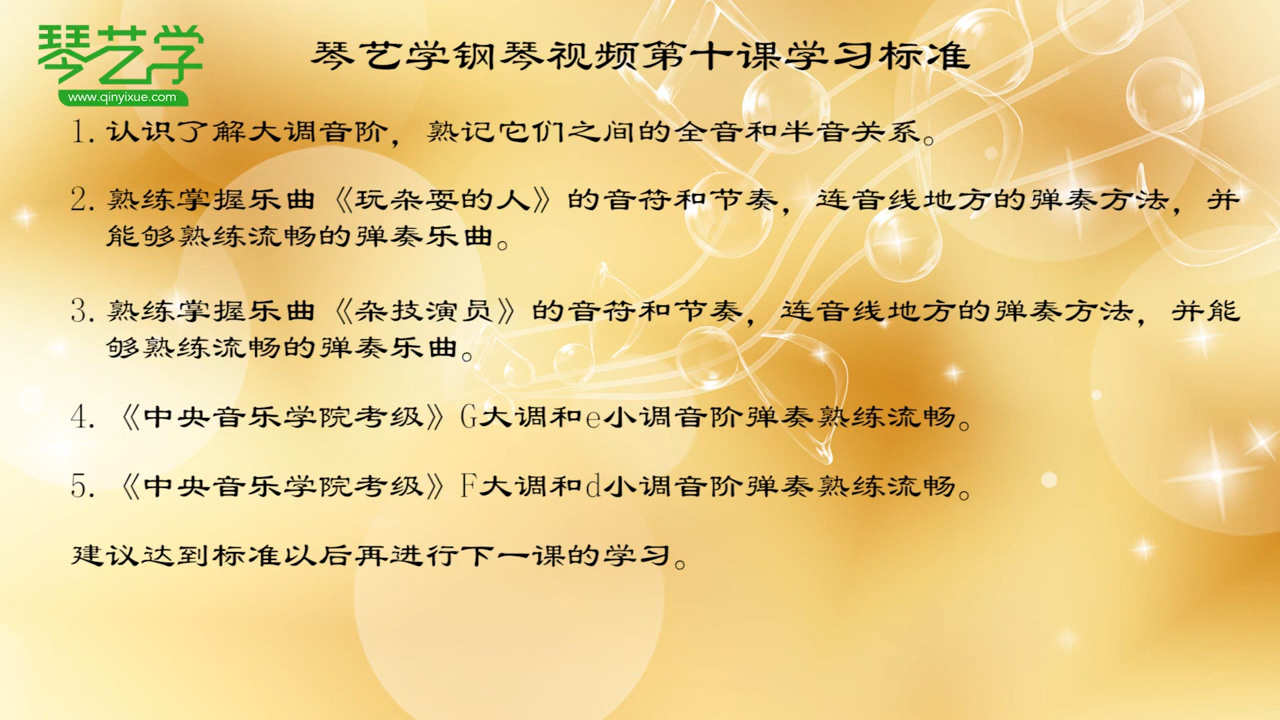 琴艺学
www.qinyixue.com
琴艺学钢琴视频第十课学习标准
1. 认识了解大调音阶，熟记它们之间的全音和半音关系。
2. 熟练掌握乐曲《玩杂耍的人》的音符和节奏，连音线地方的弹奏方法，并
能够熟练流畅的弹奏乐曲。
3. 熟练掌握乐曲《杂技演员》的音符和节奏，连音线地方的弹奏方法，并能
够熟练流畅的弹奏乐曲。
4. 《中央音乐学院考级》G大调和e小调音阶弹奏熟练流畅。
5. 《中央音乐学院考级》F大调和d小调音阶弹奏熟练流畅。
建议达到标准以后再进行下一课的学习。